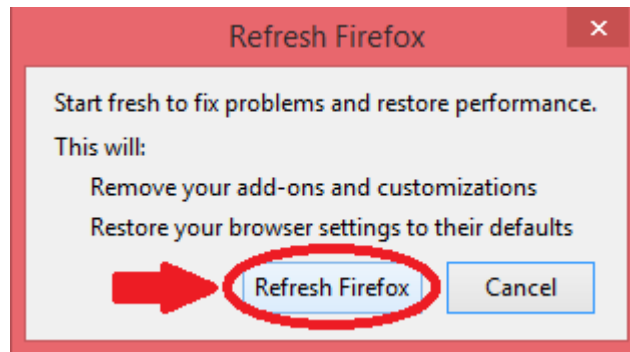 Refresh Firefox
Start fresh to fix problems and restore performance.
This will:
Remove your add-ons and customizations
Restore your browser settings to their defaults
Refresh Firefox
Cancel